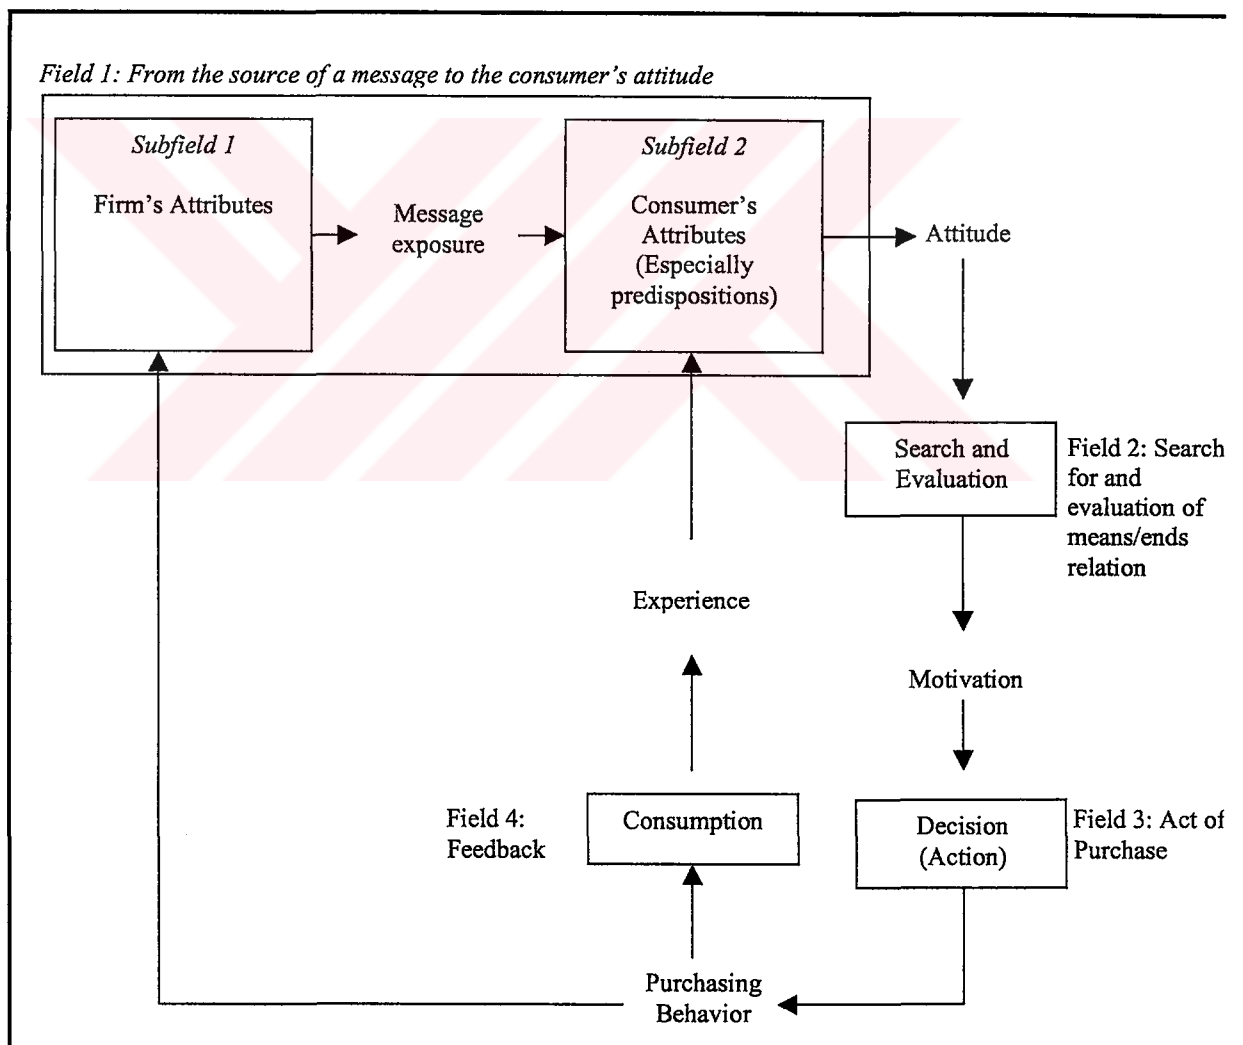 Field 1: From the source of a message to the consumer's attitude
Subfield 1
Firm's Attributes
Message
exposure
Subfield 2
Consumer's
Attributes
(Especially
predispositions)
Attitude
Search and
Evaluation
Field 2: Search
for and
evaluation of
means/ends
relation
Experience
Motivation
Field 4:
Feedback
Consumption
Decision
(Action)
Field 3: Act of
Purchase
Purchasing
Behavior